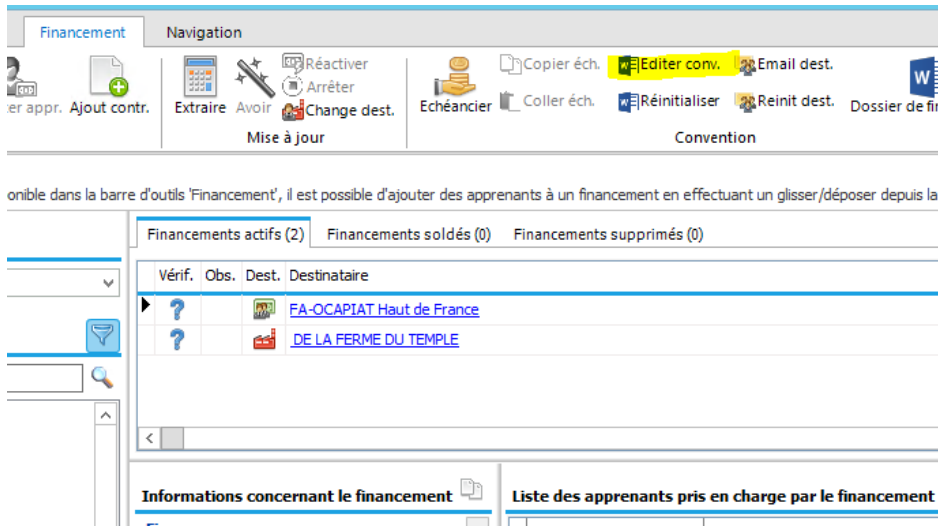 Financement Navigation
Réactiver Copier éch. Editer conv. Email dest.
Arrêter
appr. Ajout contr. Extraire Avoir Change dest. Echéancier Coller éch. Réinitialiser Reinit dest. Dossier de
Mise à jour Convention
dans la barre d'outils 'Financement', il est possible d'ajouter des apprenants à un financement en effectuant un glisser/déposer depuis la
Financements actifs (2) Financements soldés (0) Financements supprimés (0)
Vérif. Obs. Dest. Destinataire
FA-OCAPIAT Haut de France
DE LA FERME DU TEMPLE
Informations concernant le financement Liste des apprenants pris en charge par le financement